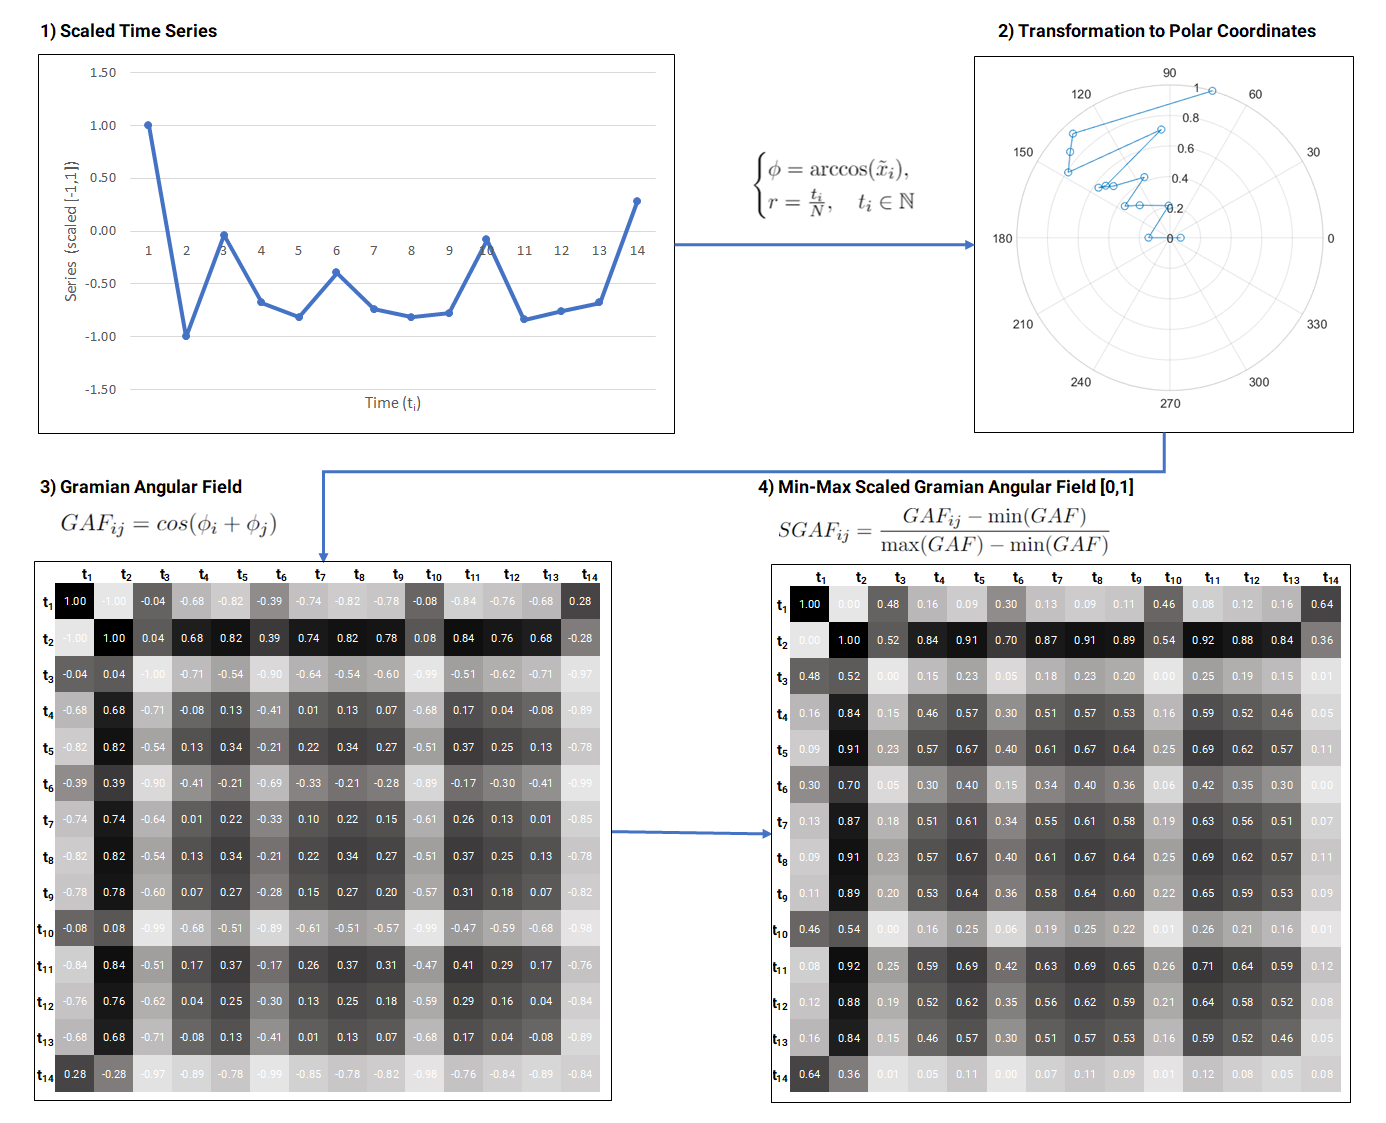 1) Scaled Time Series
1.50
1.00
0.50
0.00
-0.50
-1.00
-1.50
Series (scaled [-1,1])
1 2 3 4 5 6 7 8 9 10 11 12 13 14
Time (tᵢ)
ϕ = arccos(x̃ᵢ),
r = tᵢ/N, tᵢ ∈ ℕ
2) Transformation to Polar Coordinates
90
120 1 60
0.8
150 0.6 30
0.4
0.2
180 0 0
210 330
240 300
270
3) Gramian Angular Field
GAFᵢⱼ = cos(ϕᵢ + ϕⱼ)
t₁ t₂ t₃ t₄ t₅ t₆ t₇ t₈ t₉ t₁₀ t₁₁ t₁₂ t₁₃ t₁₄
t₁ 1.00 -1.00 -0.04 -0.68 -0.82 -0.39 -0.74 -0.82 -0.78 -0.08 -0.84 -0.76 -0.68 0.28
t₂ -1.00 1.00 0.04 0.68 0.82 0.39 0.74 0.82 0.78 0.08 0.84 0.76 0.68 -0.28
t₃ -0.04 0.04 -1.00 -0.71 -0.54 -0.90 -0.64 -0.54 -0.60 -0.99 -0.51 -0.62 -0.71 -0.97
t₄ -0.68 0.68 -0.71 -0.08 0.13 -0.41 0.01 0.13 0.07 -0.68 0.17 0.04 -0.08 -0.89
t₅ -0.82 0.82 -0.54 0.13 0.34 -0.21 0.22 0.34 0.27 -0.51 0.37 0.25 0.13 -0.78
t₆ -0.39 0.39 -0.90 -0.41 -0.21 -0.69 -0.33 -0.21 -0.28 -0.89 -0.17 -0.30 -0.41 -0.99
t₇ -0.74 0.74 -0.64 0.01 0.22 -0.33 0.10 0.22 0.15 -0.61 0.26 0.13 0.01 -0.85
t₈ -0.82 0.82 -0.54 0.13 0.34 -0.21 0.22 0.34 0.27 -0.51 0.37 0.25 0.13 -0.78
t₉ -0.78 0.78 -0.60 0.07 0.27 -0.28 0.15 0.27 0.20 -0.57 0.31 0.18 0.07 -0.82
t₁₀ -0.08 0.08 -0.99 -0.68 -0.51 -0.89 -0.61 -0.51 -0.57 -0.99 -0.47 -0.59 -0.68 -0.98
t₁₁ -0.84 0.84 -0.51 0.17 0.37 -0.17 0.26 0.37 0.31 -0.47 0.41 0.29 0.17 -0.76
t₁₂ -0.76 0.76 -0.62 0.04 0.25 -0.30 0.13 0.25 0.18 -0.59 0.29 0.16 0.04 -0.84
t₁₃ -0.68 0.68 -0.71 -0.08 0.13 -0.41 0.01 0.13 0.07 -0.68 0.17 0.04 -0.08 -0.89
t₁₄ 0.28 -0.28 -0.97 -0.89 -0.78 -0.99 -0.85 -0.78 -0.82 -0.98 -0.76 -0.84 -0.89 -0.84
4) Min-Max Scaled Gramian Angular Field [0,1]
SGAFᵢⱼ = (GAFᵢⱼ − min(GAF)) / (max(GAF) − min(GAF))
t₁ t₂ t₃ t₄ t₅ t₆ t₇ t₈ t₉ t₁₀ t₁₁ t₁₂ t₁₃ t₁₄
t₁ 1.00 0.00 0.48 0.16 0.09 0.30 0.13 0.09 0.11 0.46 0.08 0.12 0.16 0.64
t₂ 0.00 1.00 0.52 0.84 0.91 0.70 0.87 0.91 0.89 0.54 0.92 0.88 0.84 0.36
t₃ 0.48 0.52 0.00 0.15 0.23 0.05 0.18 0.23 0.20 0.00 0.25 0.19 0.15 0.01
t₄ 0.16 0.84 0.15 0.46 0.57 0.30 0.51 0.57 0.53 0.16 0.59 0.52 0.46 0.05
t₅ 0.09 0.91 0.23 0.57 0.67 0.40 0.61 0.67 0.64 0.25 0.69 0.62 0.57 0.11
t₆ 0.30 0.70 0.05 0.30 0.40 0.15 0.34 0.40 0.36 0.06 0.42 0.35 0.30 0.00
t₇ 0.13 0.87 0.18 0.51 0.61 0.34 0.55 0.61 0.58 0.19 0.63 0.56 0.51 0.07
t₈ 0.09 0.91 0.23 0.57 0.67 0.40 0.61 0.67 0.64 0.25 0.69 0.62 0.57 0.11
t₉ 0.11 0.89 0.20 0.53 0.64 0.36 0.58 0.64 0.60 0.22 0.65 0.59 0.53 0.09
t₁₀ 0.46 0.54 0.00 0.16 0.25 0.06 0.19 0.25 0.22 0.01 0.26 0.21 0.16 0.01
t₁₁ 0.08 0.92 0.25 0.59 0.69 0.42 0.63 0.69 0.65 0.26 0.71 0.64 0.59 0.12
t₁₂ 0.12 0.88 0.19 0.52 0.62 0.35 0.56 0.62 0.59 0.21 0.64 0.58 0.52 0.08
t₁₃ 0.16 0.84 0.15 0.46 0.57 0.30 0.51 0.57 0.53 0.16 0.59 0.52 0.46 0.05
t₁₄ 0.64 0.36 0.01 0.05 0.11 0.00 0.07 0.11 0.09 0.01 0.12 0.08 0.05 0.08